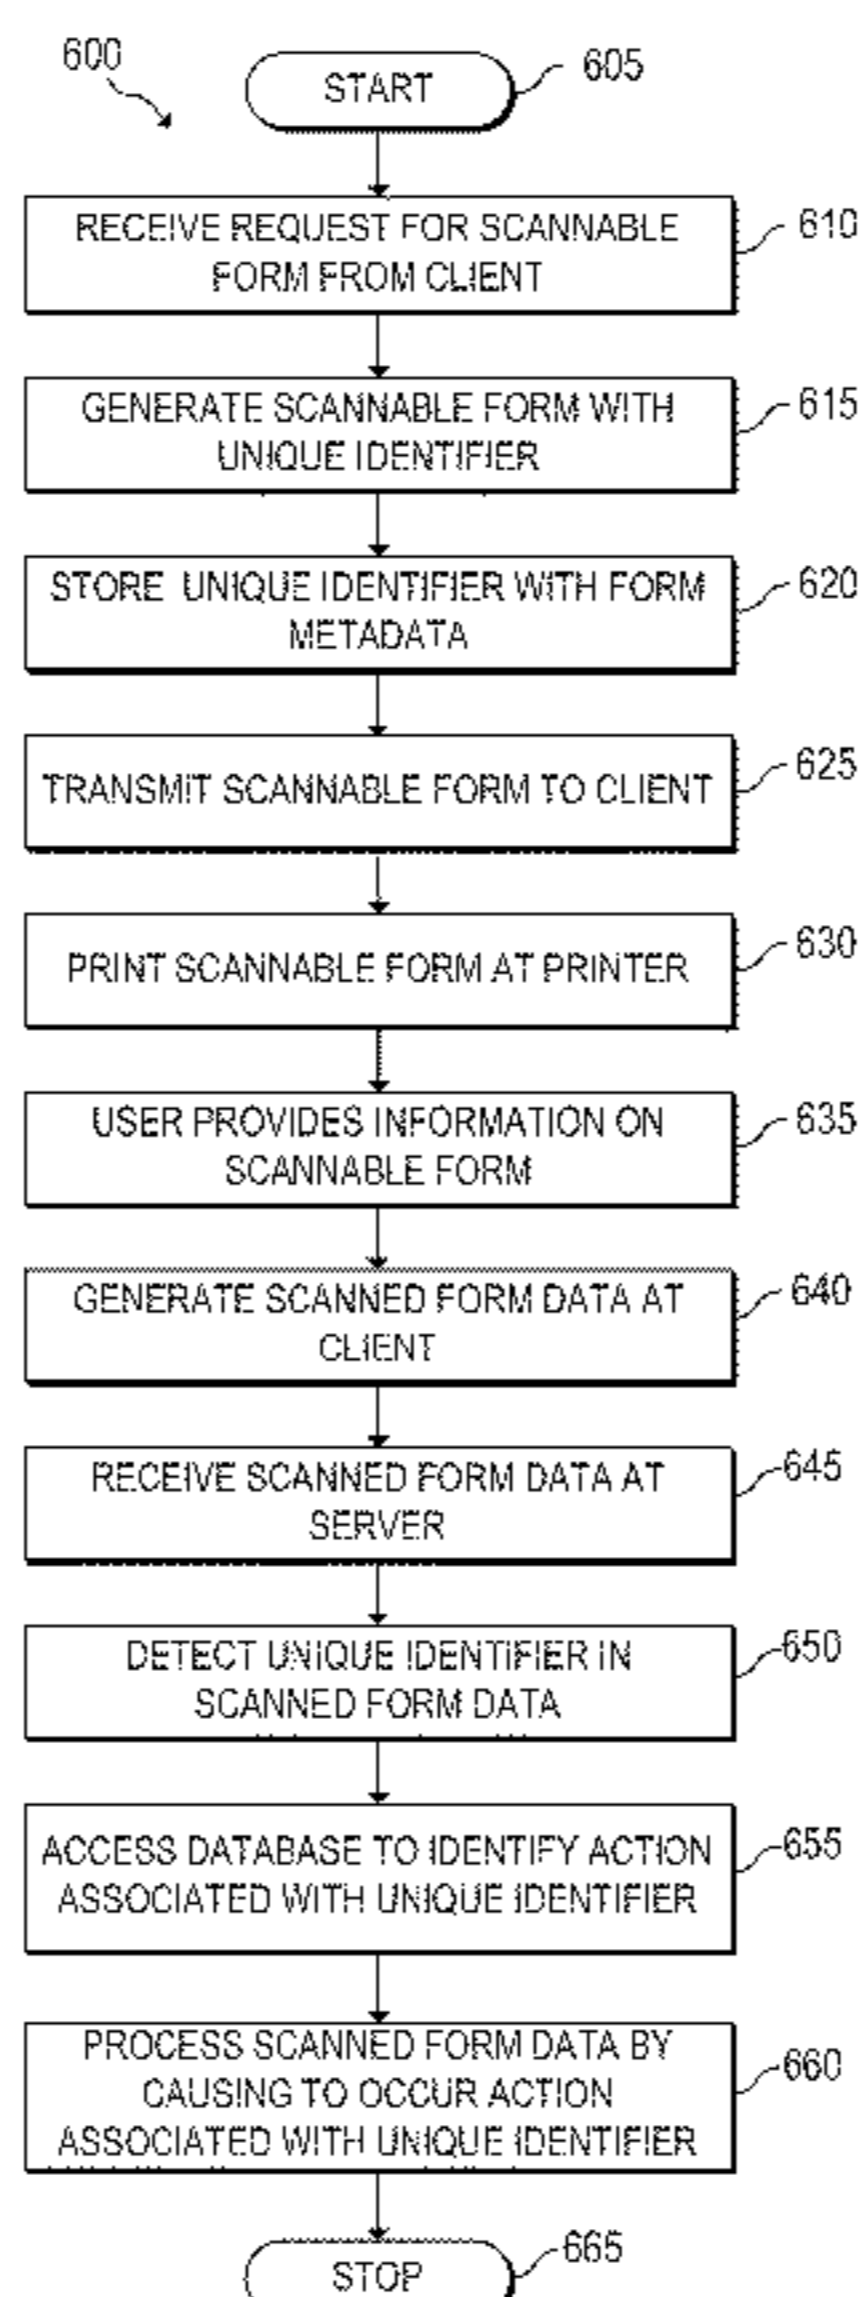 600
START
605
RECEIVE REQUEST FOR SCANNABLE
FORM FROM CLIENT
610
GENERATE SCANNABLE FORM WITH
UNIQUE IDENTIFIER
615
STORE UNIQUE IDENTIFIER WITH FORM
METADATA
620
TRANSMIT SCANNABLE FORM TO CLIENT
625
PRINT SCANNABLE FORM AT PRINTER
630
USER PROVIDES INFORMATION ON
SCANNABLE FORM
635
GENERATE SCANNED FORM DATA AT
CLIENT
640
RECEIVE SCANNED FORM DATA AT
SERVER
645
DETECT UNIQUE IDENTIFIER IN
SCANNED FORM DATA
650
ACCESS DATABASE TO IDENTIFY ACTION
ASSOCIATED WITH UNIQUE IDENTIFIER
655
PROCESS SCANNED FORM DATA BY
CAUSING TO OCCUR ACTION
ASSOCIATED WITH UNIQUE IDENTIFIER
660
STOP
665